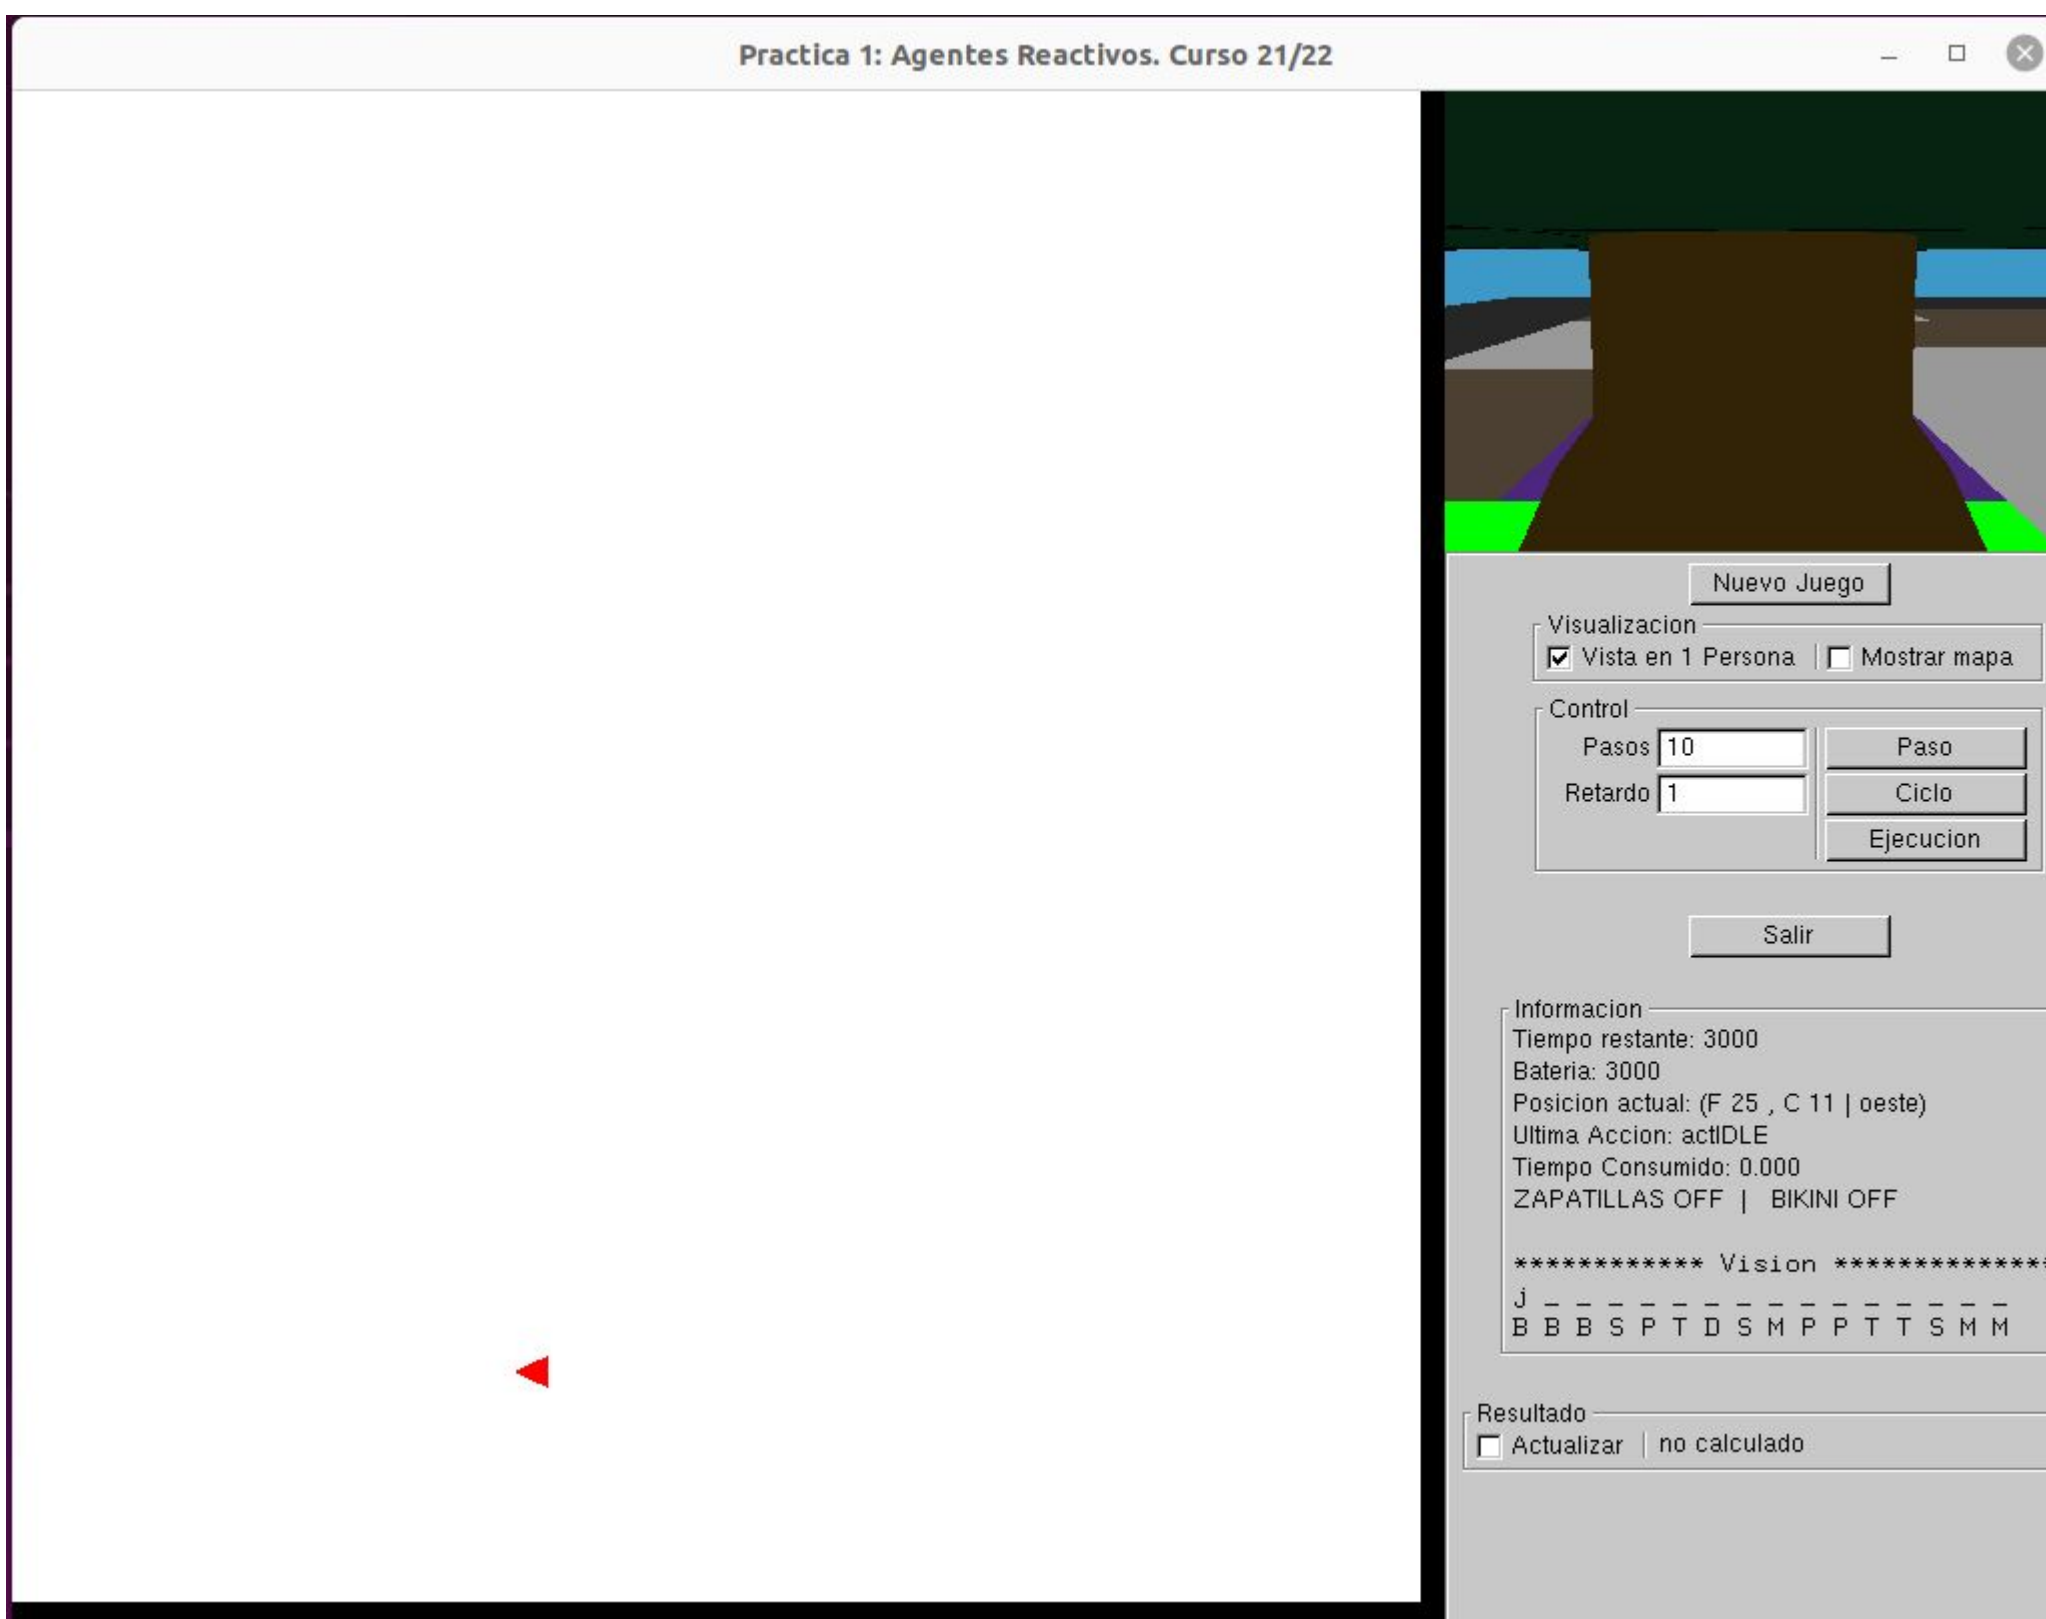 Practica 1: Agentes Reactivos. Curso 21/22
Nuevo Juego
Visualizacion
Vista en 1 Persona | Mostrar mapa
Control
Pasos 10 Paso
Retardo 1 Ciclo
Ejecucion
Salir
Informacion
Tiempo restante: 3000
Bateria: 3000
Posicion actual: (F 25 , C 11 | oeste)
Ultima Accion: actIDLE
Tiempo Consumido: 0.000
ZAPATILLAS OFF | BIKINI OFF
************ Vision **************
j _ _ _ _ _ _ _ _ _ _ _ _ _ _ _
B B B S P T D S M P P T T S M M
Resultado
Actualizar | no calculado